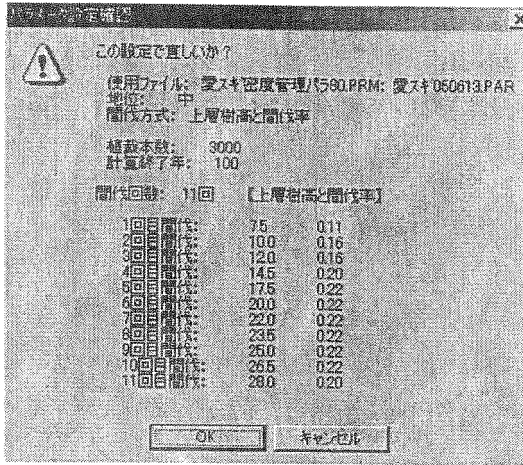 パラメータ設定確認
この設定で宜しいか?
使用ファイル: 愛スギ密度管理パラ80.PRM; 愛スギ050613.PAR
地位: 中
間伐方式: 上層樹高と間伐率
植栽本数: 3000
計算終了年: 100
間伐回数: 11回 【上層樹高と間伐率】
1回目間伐: 7.5 0.11
2回目間伐: 10.0 0.16
3回目間伐: 12.0 0.16
4回目間伐: 14.5 0.20
5回目間伐: 17.5 0.22
6回目間伐: 20.0 0.22
7回目間伐: 22.0 0.22
8回目間伐: 23.5 0.22
9回目間伐: 25.0 0.22
10回目間伐: 26.5 0.22
11回目間伐: 28.0 0.20
OK キャンセル